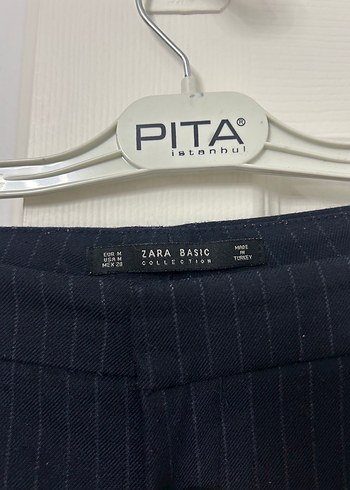 PITA®
istanbul
EUR M
USA M
MEX 28
ZARA BASIC
COLLECTION
MADE
IN
TURKEY